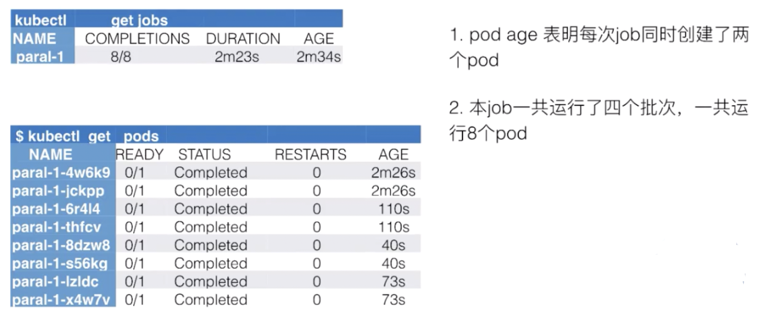 kubectl get jobs
NAME COMPLETIONS DURATION AGE
paral-1 8/8 2m23s 2m34s
1. pod age 表明每次job同时创建了两
个pod
2. 本job一共运行了四个批次，一共运
行8个pod
$ kubectl get pods
NAME READY STATUS RESTARTS AGE
paral-1-4w6k9 0/1 Completed 0 2m26s
paral-1-jckpp 0/1 Completed 0 2m26s
paral-1-6r4l4 0/1 Completed 0 110s
paral-1-thfcv 0/1 Completed 0 110s
paral-1-8dzw8 0/1 Completed 0 40s
paral-1-s56kg 0/1 Completed 0 40s
paral-1-lzldc 0/1 Completed 0 73s
paral-1-x4w7v 0/1 Completed 0 73s